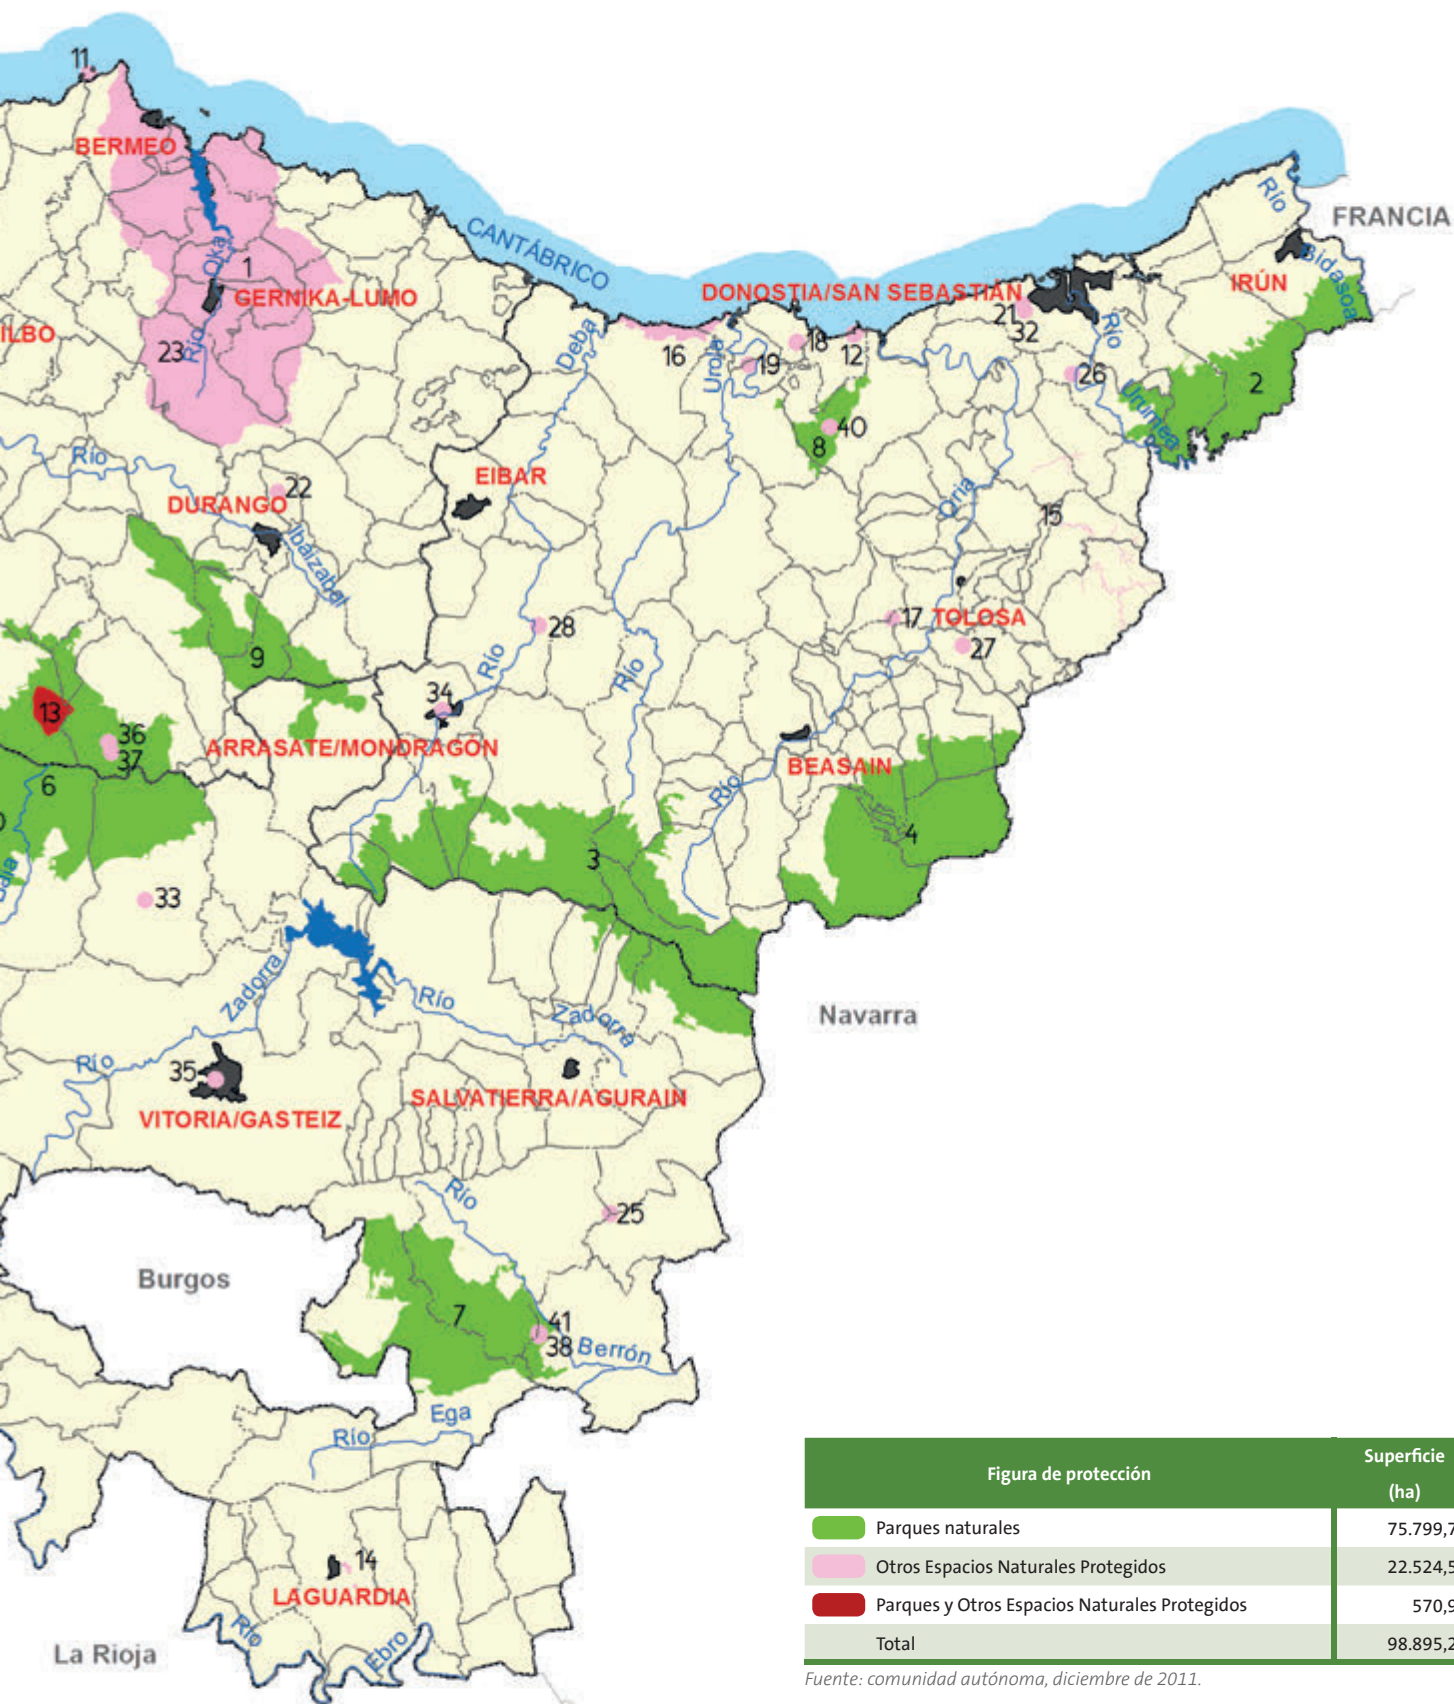 11
BERMEO
CANTÁBRICO
Río
Bidasoa
FRANCIA
IRÚN
1
Río
Oka
GERNIKA-LUMO
23
ILBO
DONOSTIA/SAN SEBASTIÁN
21
32
Deba
16
Urola
19
18
12
Río
Urumea
26
2
40
8
Río
Ibaizabal
22
DURANGO
EIBAR
Oria
15
17
TOLOSA
27
28
Río
Río
9
34
13
36
37
ARRASATE/MONDRAGÓN
BEASAIN
Río
6
4
3
33
Zadorra
Río
Zadorra
Navarra
Río
35
VITORIA/GASTEIZ
SALVATIERRA/AGURAIN
Río
25
Burgos
7
41
38
Berrón
Ega
Río
14
LAGUARDIA
Río
Ebro
La Rioja
Figura de protección
Superficie
(ha)
Parques naturales 75.799,7
Otros Espacios Naturales Protegidos 22.524,5
Parques y Otros Espacios Naturales Protegidos 570,9
Total 98.895,2
Fuente: comunidad autónoma, diciembre de 2011.